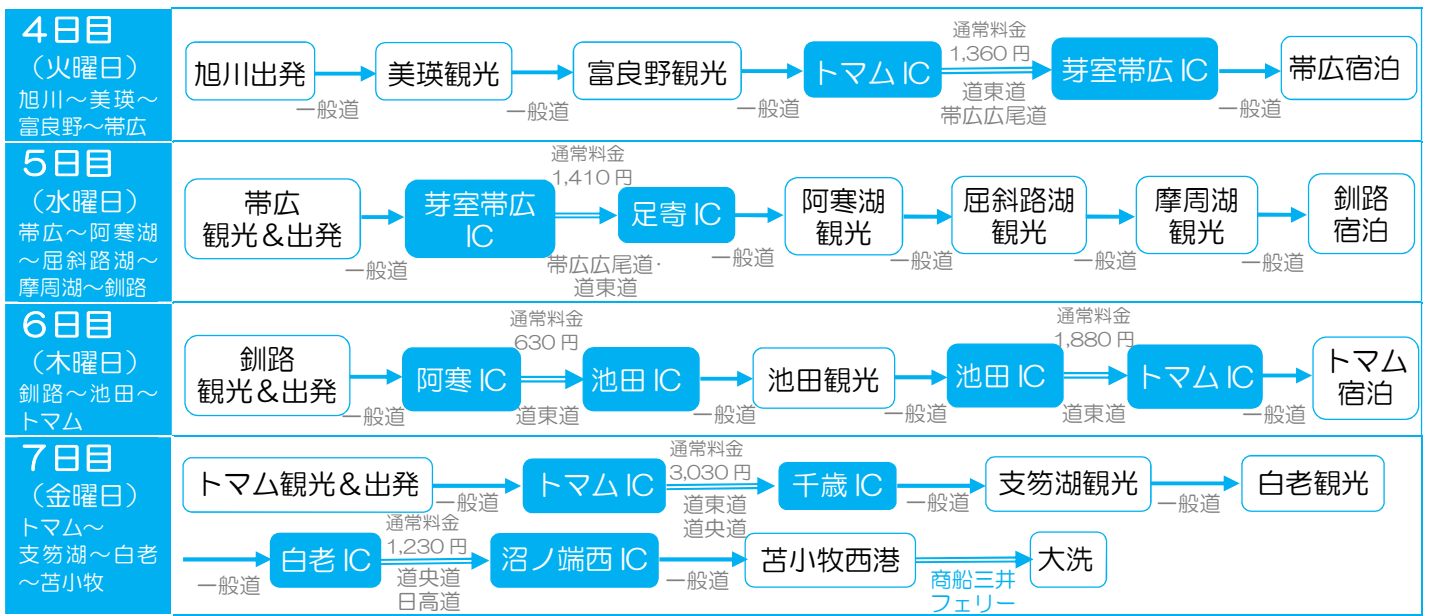 4日目
（火曜日）
旭川～美瑛～
富良野～帯広
旭川出発
一般道
美瑛観光
一般道
富良野観光
一般道
トマム IC
通常料金
1,360 円
道東道
帯広広尾道
芽室帯広 IC
一般道
帯広宿泊
5日目
（水曜日）
帯広～阿寒湖
～屈斜路湖～
摩周湖～釧路
帯広
観光＆出発
一般道
芽室帯広
IC
通常料金
1,410 円
帯広広尾道・
道東道
足寄 IC
一般道
阿寒湖
観光
一般道
屈斜路湖
観光
一般道
摩周湖
観光
一般道
釧路
宿泊
6日目
（木曜日）
釧路～池田～
トマム
釧路
観光＆出発
一般道
阿寒 IC
通常料金
630 円
道東道
池田 IC
一般道
池田観光
一般道
池田 IC
通常料金
1,880 円
道東道
トマム IC
一般道
トマム
宿泊
7日目
（金曜日）
トマム～
支笏湖～白老
～苫小牧
トマム観光＆出発
一般道
トマム IC
通常料金
3,030 円
道東道
道央道
千歳 IC
一般道
支笏湖観光
一般道
白老観光
一般道
白老 IC
通常料金
1,230 円
道央道
日高道
沼ノ端西 IC
一般道
苫小牧西港
商船三井
フェリー
大洗